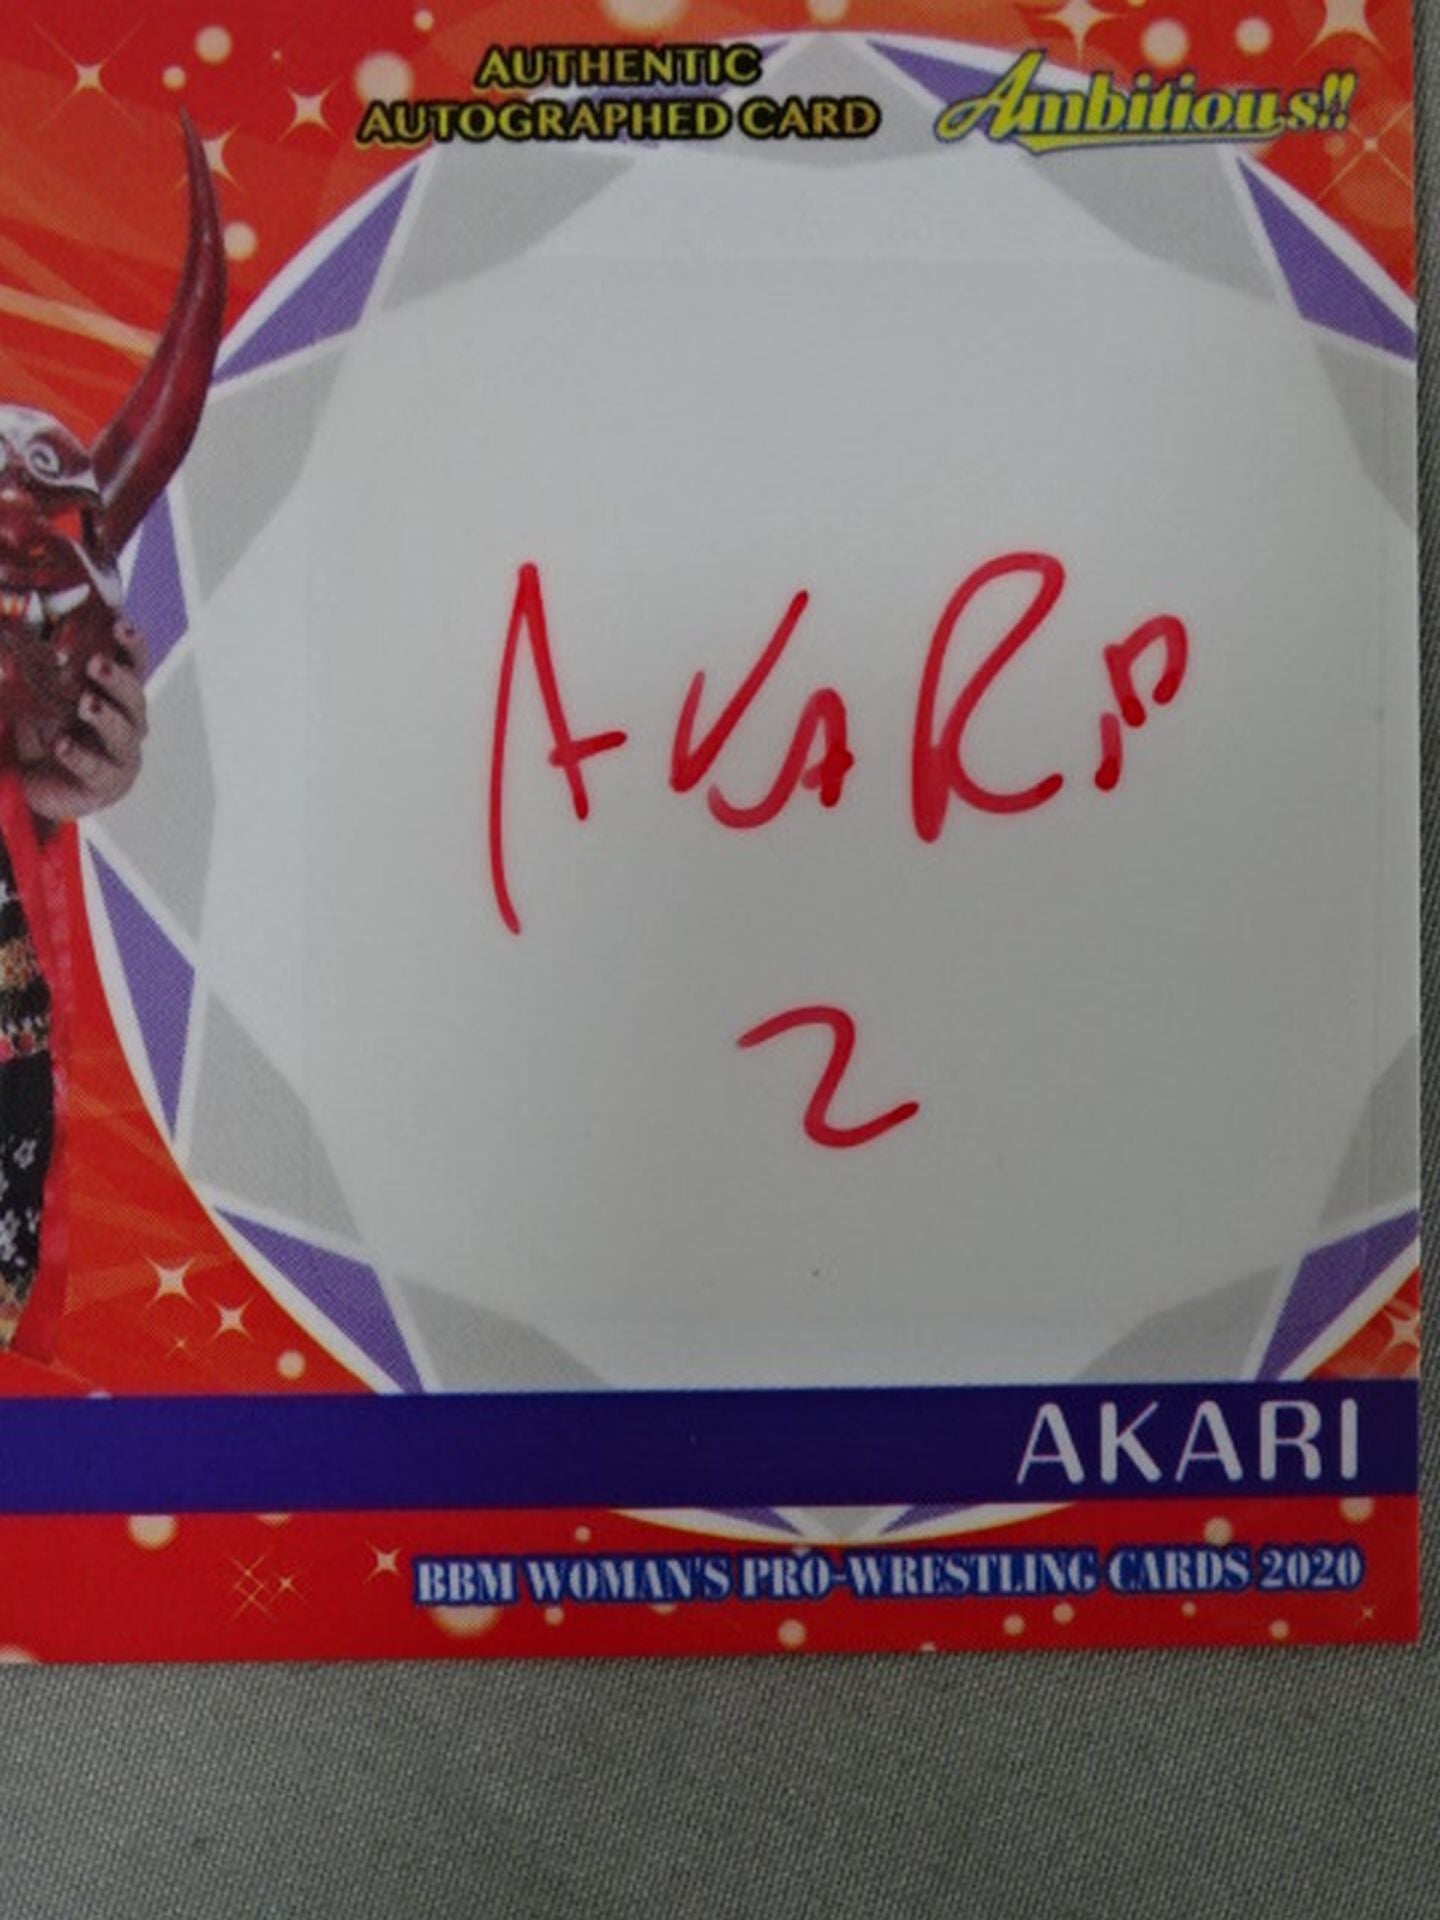 AUTHENTIC
AUTOGRAPHED CARD
Ambitious!!
AKARi
2
AKARI
BBM WOMAN'S PRO-WRESTLING CARDS 2020